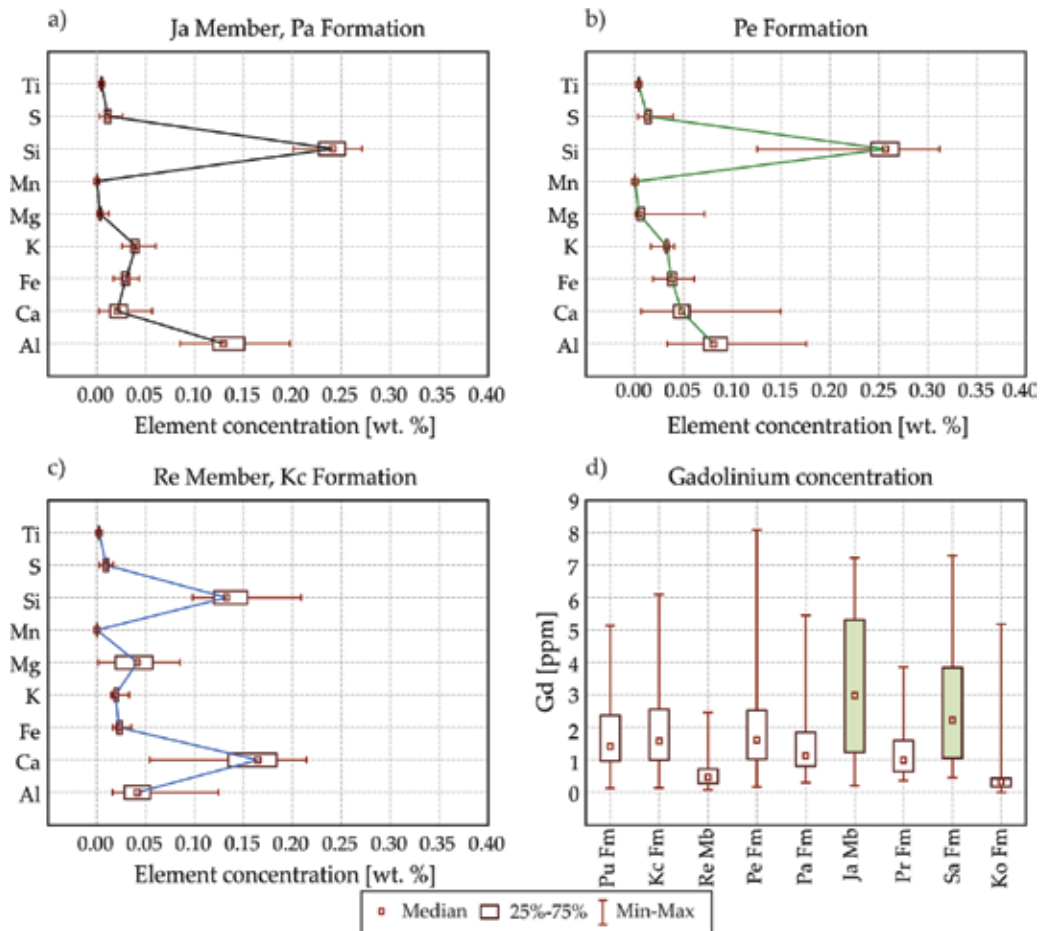 a)
Ja Member, Pa Formation
Ti
S
Si
Mn
Mg
K
Fe
Ca
Al
0.00 0.05 0.10 0.15 0.20 0.25 0.30 0.35 0.40
Element concentration [wt. %]
b)
Pe Formation
Ti
S
Si
Mn
Mg
K
Fe
Ca
Al
0.00 0.05 0.10 0.15 0.20 0.25 0.30 0.35 0.40
Element concentration [wt. %]
c)
Re Member, Kc Formation
Ti
S
Si
Mn
Mg
K
Fe
Ca
Al
0.00 0.05 0.10 0.15 0.20 0.25 0.30 0.35 0.40
Element concentration [wt. %]
d)
Gadolinium concentration
Gd [ppm]
9
8
7
6
5
4
3
2
1
0
Pu Fm
Kc Fm
Re Mb
Pe Fm
Pa Fm
Ja Mb
Pr Fm
Sa Fm
Ko Fm
Median 25%-75% Min-Max